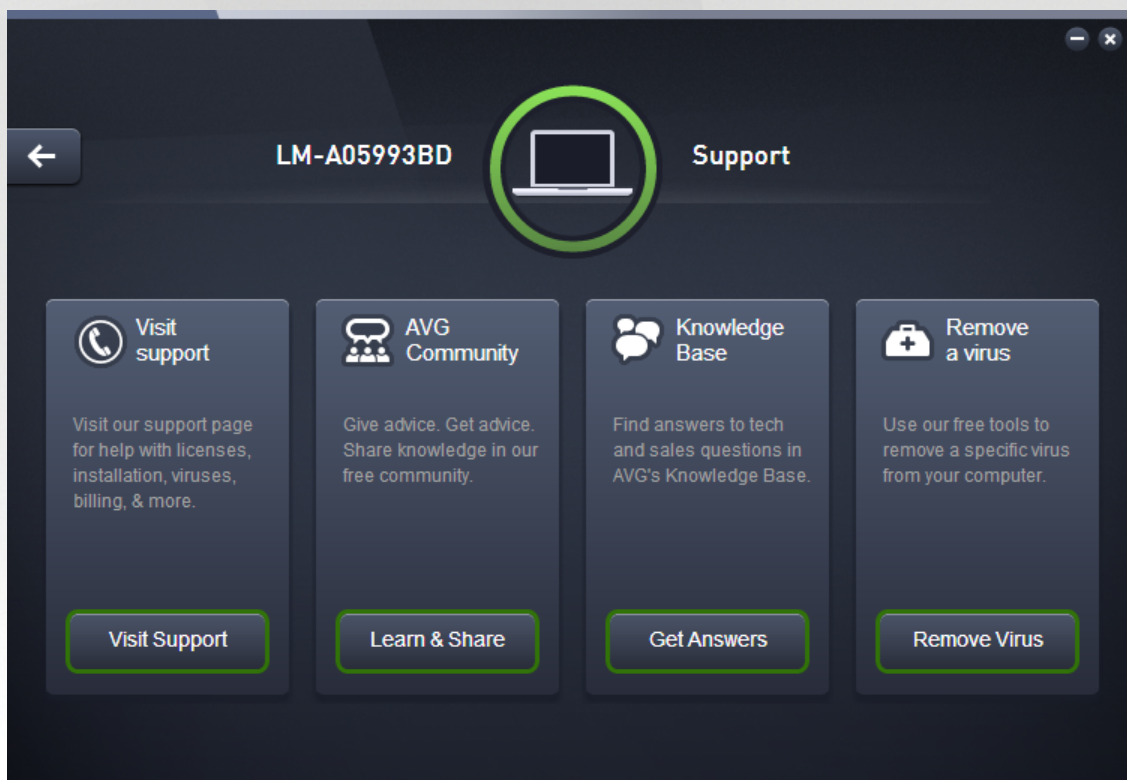 LM-A05993BD
Support
Visit
support
Visit our support page
for help with licenses,
installation, viruses,
billing, & more.
Visit Support
AVG
Community
Give advice. Get advice.
Share knowledge in our
free community.
Learn & Share
Knowledge
Base
Find answers to tech
and sales questions in
AVG's Knowledge Base.
Get Answers
Remove
a virus
Use our free tools to
remove a specific virus
from your computer.
Remove Virus